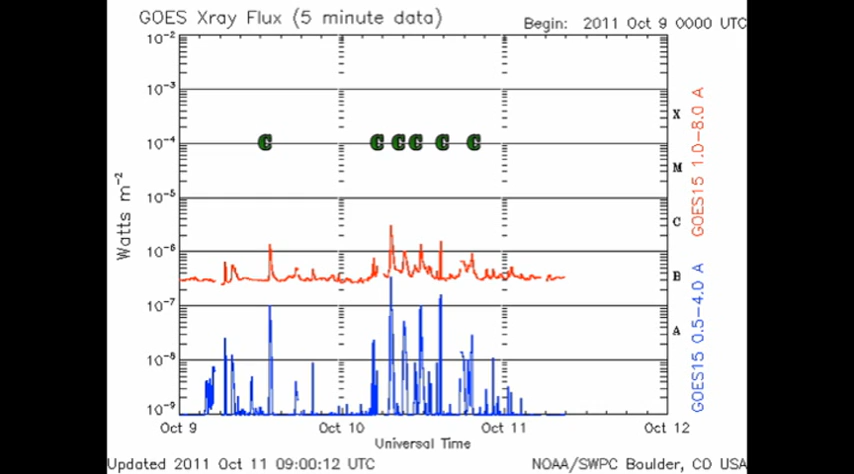 GOES Xray Flux (5 minute data)
Begin: 2011 Oct 9 0000 UTC
10⁻²
10⁻³
10⁻⁴
10⁻⁵
10⁻⁶
10⁻⁷
10⁻⁸
10⁻⁹
Watts m⁻²
C C C C C C
X
M
C
B
A
GOES15 1.0-8.0 A
GOES15 0.5-4.0 A
Oct 9 Oct 10 Oct 11 Oct 12
Universal Time
Updated 2011 Oct 11 09:00:12 UTC
NOAA/SWPC Boulder, CO USA